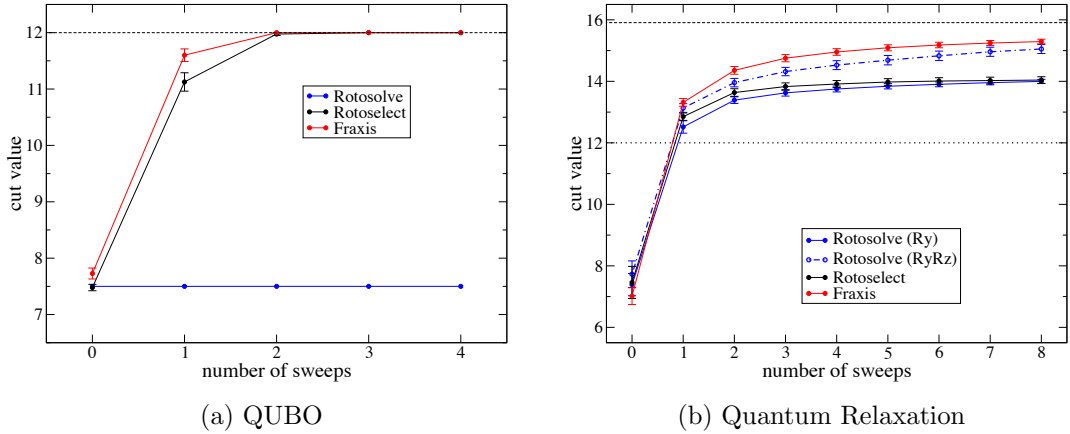 12
11
10
9
8
7
cut value
Rotosolve
Rotoselect
Fraxis
0 1 2 3 4
number of sweeps
(a) QUBO
16
14
12
10
8
6
cut value
Rotosolve (Ry)
Rotosolve (RyRz)
Rotoselect
Fraxis
0 1 2 3 4 5 6 7 8
number of sweeps
(b) Quantum Relaxation